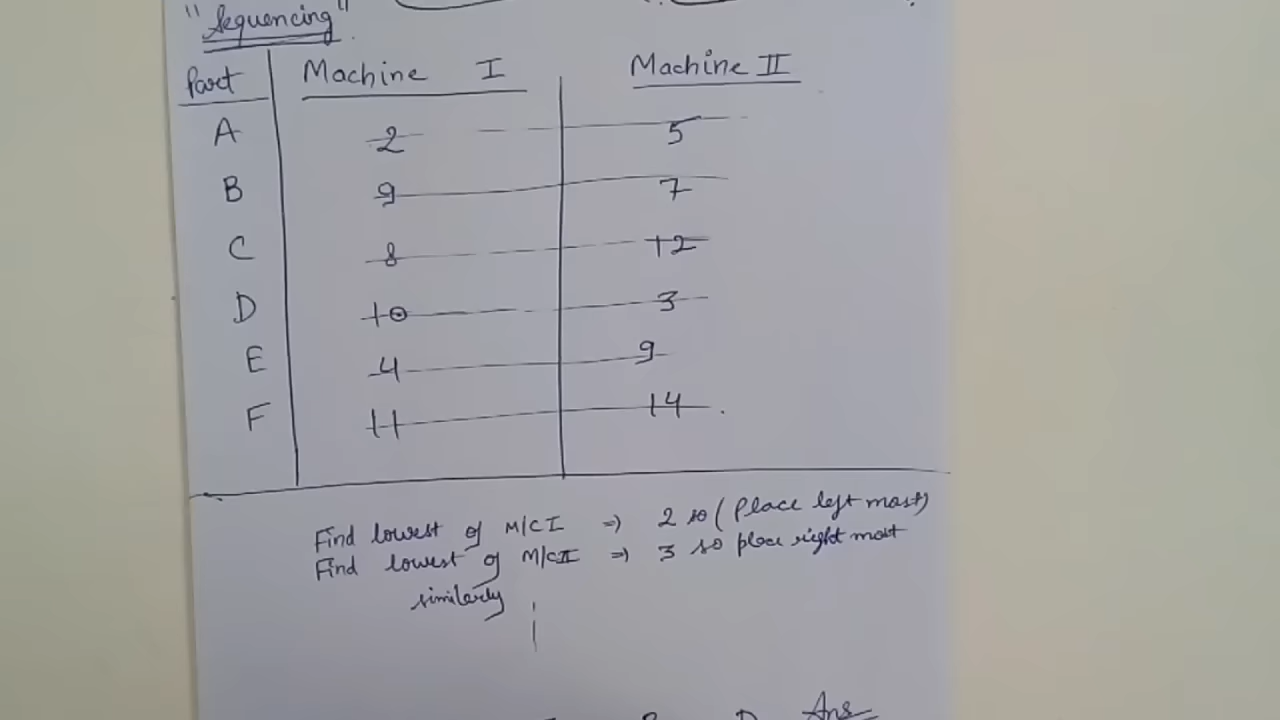 "Sequencing"
Part Machine I Machine II
A 2 5
B 9 7
C 8 12
D 10 3
E 4 9
F 11 14.
Find lowest of M/C I => 2 so (Place left most)
Find lowest of M/C II => 3 so place right most
similarly
Ans